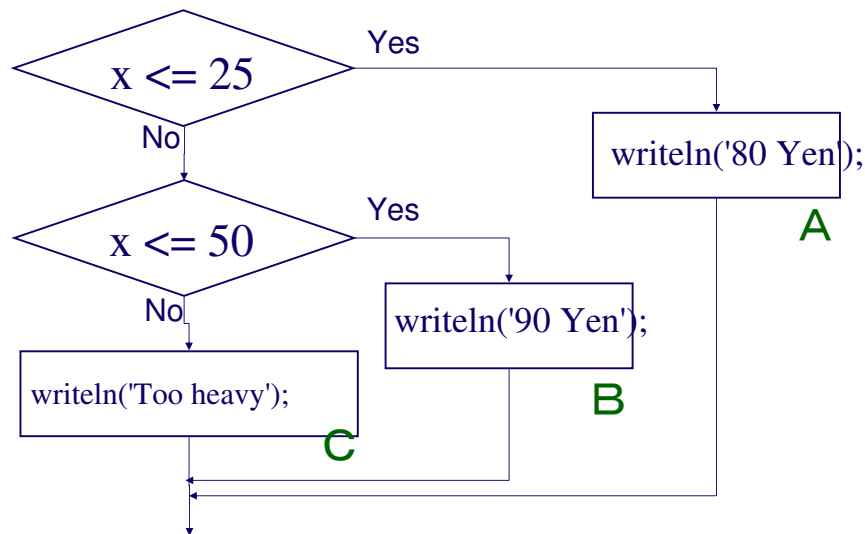 x <= 25
Yes
No
writeln('80 Yen');
A
x <= 50
Yes
No
writeln('90 Yen');
B
writeln('Too heavy');
C